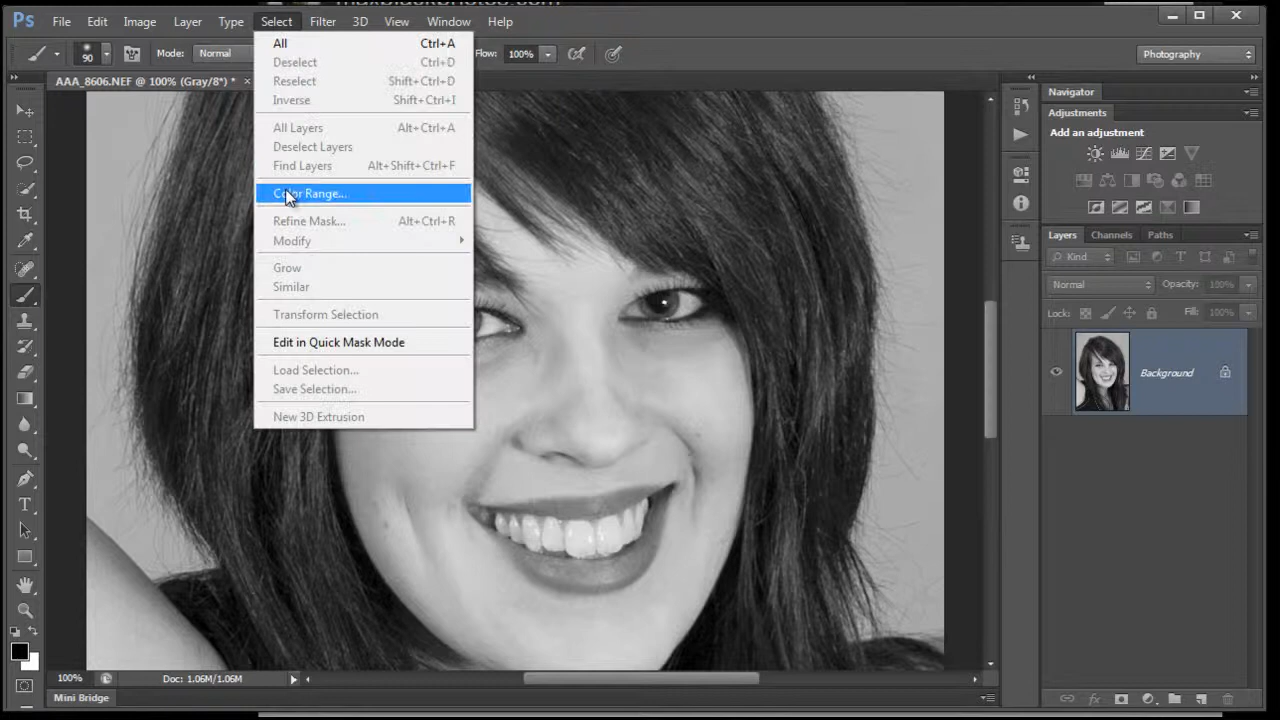 maxblackphotos.com
Ps File Edit Image Layer Type Select Filter 3D View Window Help
90 Mode: Normal Flow: 100% Photography
AAA_8606.NEF @ 100% (Gray/8*) * ×
All Ctrl+A
Deselect Ctrl+D
Reselect Shift+Ctrl+D
Inverse Shift+Ctrl+I
All Layers Alt+Ctrl+A
Deselect Layers
Find Layers Alt+Shift+Ctrl+F
Color Range...
Refine Mask... Alt+Ctrl+R
Modify
Grow
Similar
Transform Selection
Edit in Quick Mask Mode
Load Selection...
Save Selection...
New 3D Extrusion
Navigator
Adjustments
Add an adjustment
Layers Channels Paths
Kind
Normal Opacity: 100%
Lock: Fill: 100%
Background
100% Doc: 1.06M/1.06M
Mini Bridge